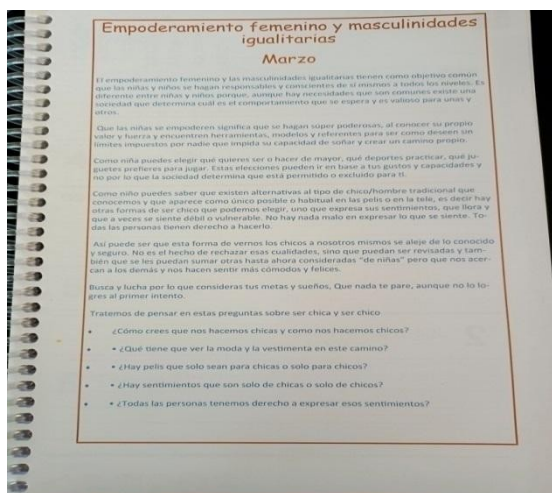 Empoderamiento femenino y masculinidades
igualitarias
Marzo
El empoderamiento femenino y las masculinidades igualitarias tienen como objetivo común
que las niñas y niños se hagan responsables y conscientes de sí mismos a todos los niveles. Es
diferente entre niñas y niños porque, aunque hay necesidades que son comunes existe una
sociedad que determina cuál es el comportamiento que se espera y es valioso para unas y
otros.
Que las niñas se empoderen significa que se hagan súper poderosas, al conocer su propio
valor y fuerza y encuentren herramientas, modelos y referentes para ser como deseen sin
límites impuestos por nadie que impida su capacidad de soñar y crear un camino propio.
Como niña puedes elegir qué quieres ser o hacer de mayor, qué deportes practicar, qué ju-
guetes prefieres para jugar. Estas elecciones pueden ir en base a tus gustos y capacidades y
no por lo que la sociedad determina que está permitido o excluido para ti.
Como niño puedes saber que existen alternativas al tipo de chico/hombre tradicional que
conocemos y que aparece como único posible o habitual en las pelis o en la tele, es decir hay
otras formas de ser chico que podemos elegir, uno que expresa sus sentimientos, que llora y
que a veces se siente débil o vulnerable. No hay nada malo en expresar lo que se siente. To-
das las personas tienen derecho a hacerlo.
Así puede ser que esta forma de vernos los chicos a nosotros mismos se aleje de lo conocido
y seguro. No es el hecho de rechazar esas cualidades, sino que puedan ser revisadas y tam-
bién que se les puedan sumar otras hasta ahora consideradas "de niñas" pero que nos acer-
can a los demás y nos hacen sentir más cómodos y felices.
Busca y lucha por lo que consideras tus metas y sueños, Que nada te pare, aunque no lo lo-
gres al primer intento.
Tratemos de pensar en estas preguntas sobre ser chica y ser chico
• ¿Cómo crees que nos hacemos chicas y como nos hacemos chicos?
• • ¿Qué tiene que ver la moda y la vestimenta en este camino?
• • ¿Hay pelis que solo sean para chicas o solo para chicos?
• • ¿Hay sentimientos que son solo de chicas o solo de chicos?
• • ¿Todas las personas tenemos derecho a expresar esos sentimientos?